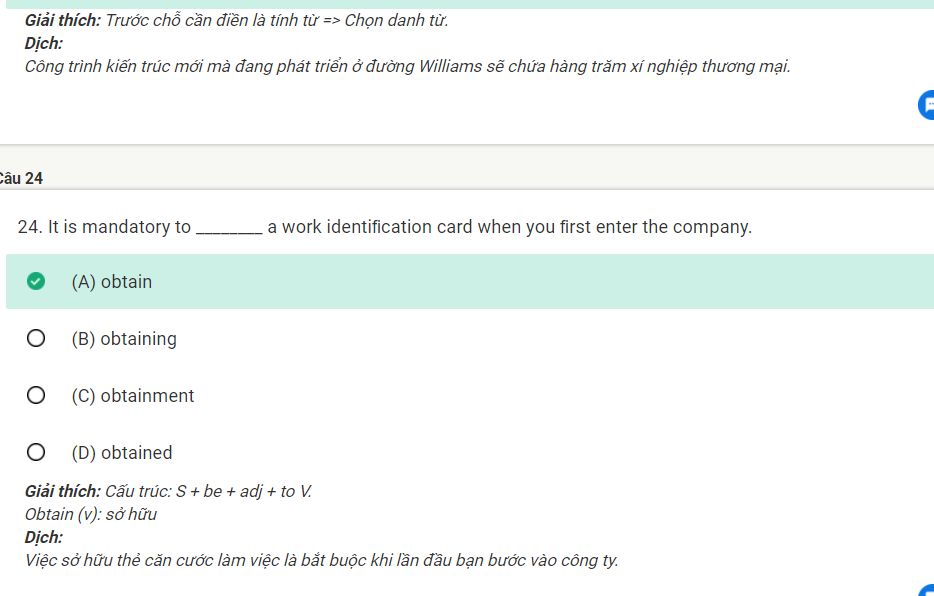 Giải thích: Trước chỗ cần điền là tính từ => Chọn danh từ.
Dịch:
Công trình kiến trúc mới mà đang phát triển ở đường Williams sẽ chứa hàng trăm xí nghiệp thương mại.
Câu 24
24. It is mandatory to ________ a work identification card when you first enter the company.
(A) obtain
(B) obtaining
(C) obtainment
(D) obtained
Giải thích: Cấu trúc: S + be + adj + to V.
Obtain (v): sở hữu
Dịch:
Việc sở hữu thẻ căn cước làm việc là bắt buộc khi lần đầu bạn bước vào công ty.